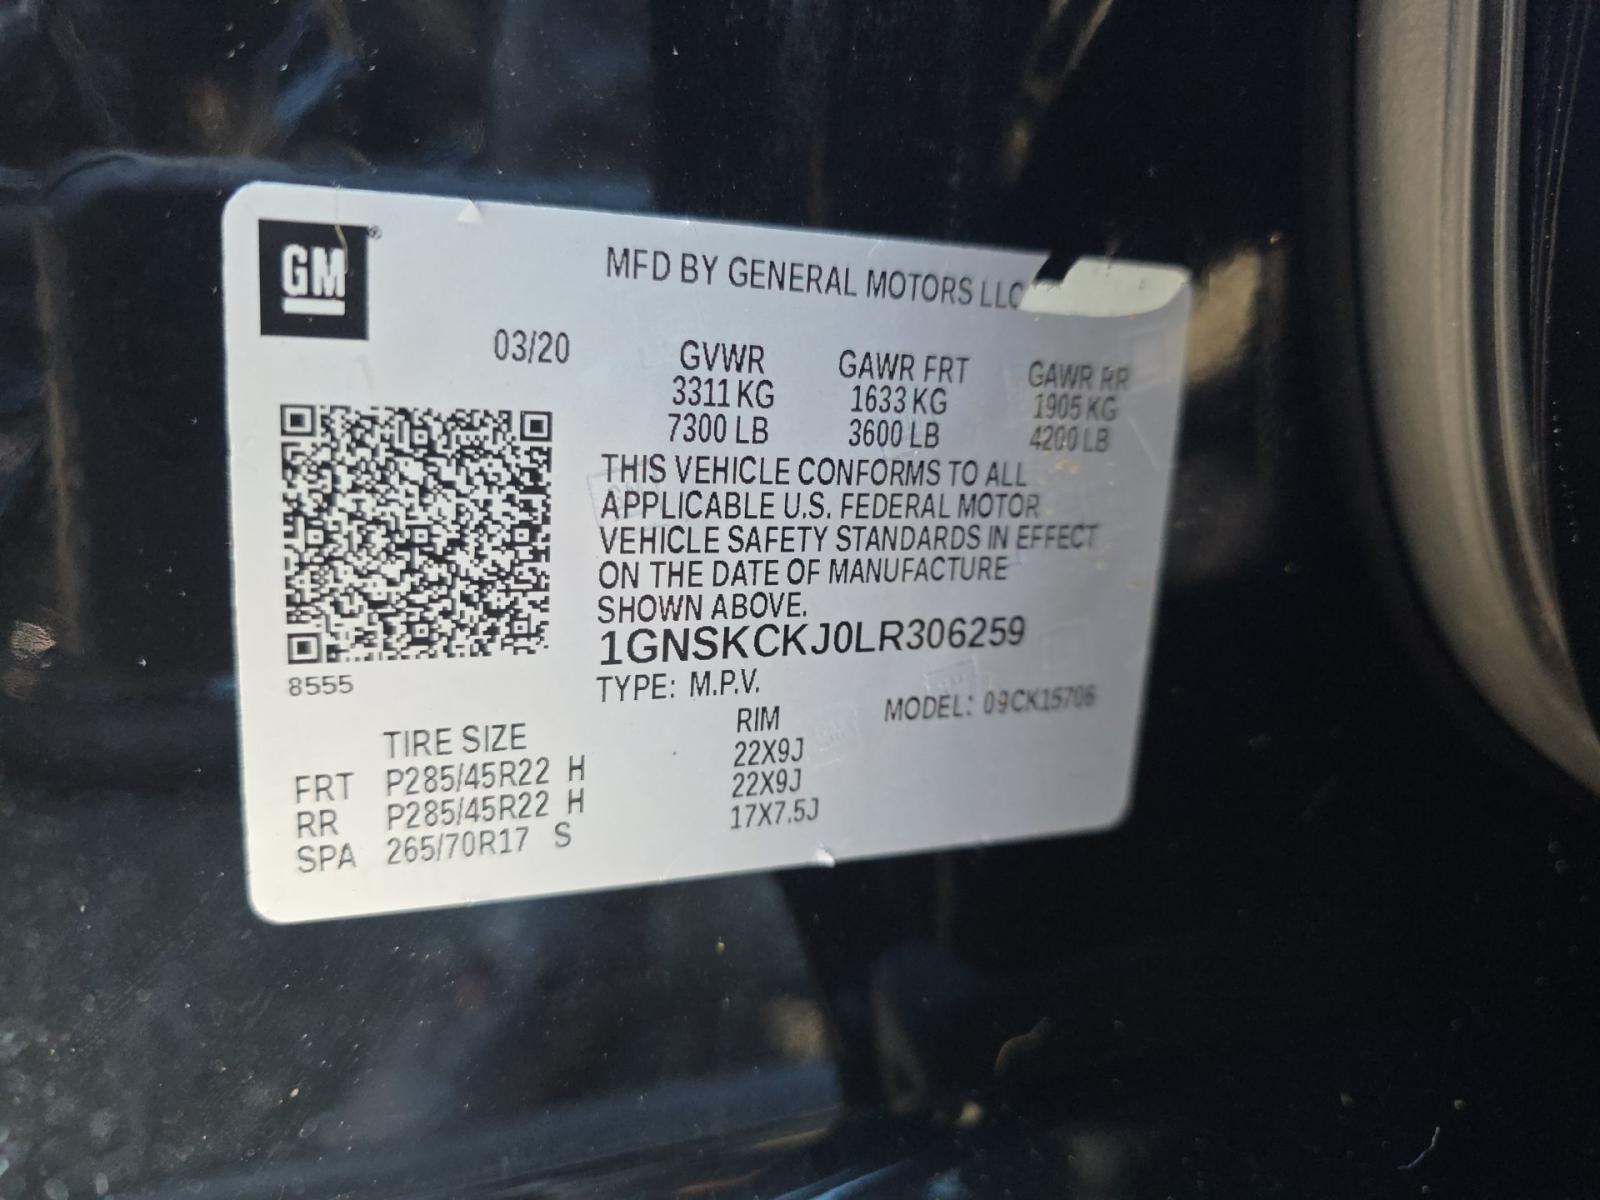 GM®
MFD BY GENERAL MOTORS LLC
03/20
GVWR GAWR FRT GAWR RR
3311 KG 1633 KG 1905 KG
7300 LB 3600 LB 4200 LB
THIS VEHICLE CONFORMS TO ALL
APPLICABLE U.S. FEDERAL MOTOR
VEHICLE SAFETY STANDARDS IN EFFECT
ON THE DATE OF MANUFACTURE
SHOWN ABOVE.
1GNSKCKJ0LR306259
8555
TYPE: M.P.V. MODEL: 09CK15706
TIRE SIZE RIM
FRT P285/45R22 H 22X9J
RR P285/45R22 H 22X9J
SPA 265/70R17 S 17X7.5J